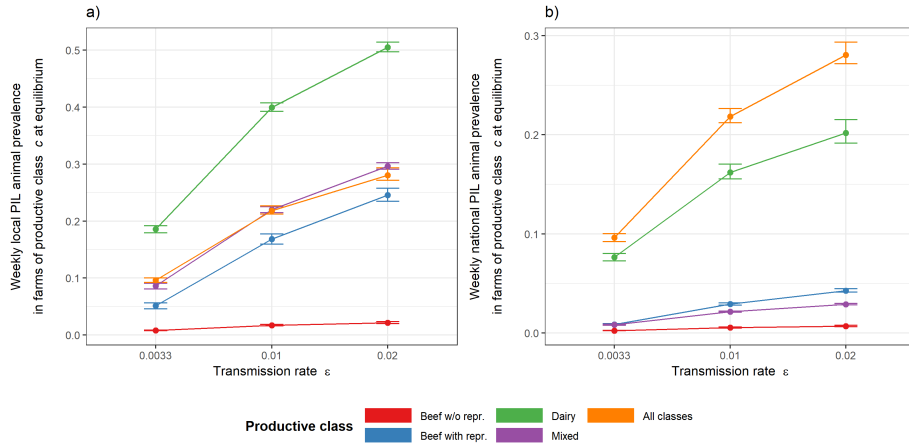 a)
Weekly local PIL animal prevalence
in farms of productive class c at equilibrium
0.5
0.4
0.3
0.2
0.1
0.0
0.0033 0.01 0.02
Transmission rate ε
b)
Weekly national PIL animal prevalence
in farms of productive class c at equilibrium
0.3
0.2
0.1
0.0
0.0033 0.01 0.02
Transmission rate ε
Productive class
Beef w/o repr. Dairy All classes
Beef with repr. Mixed